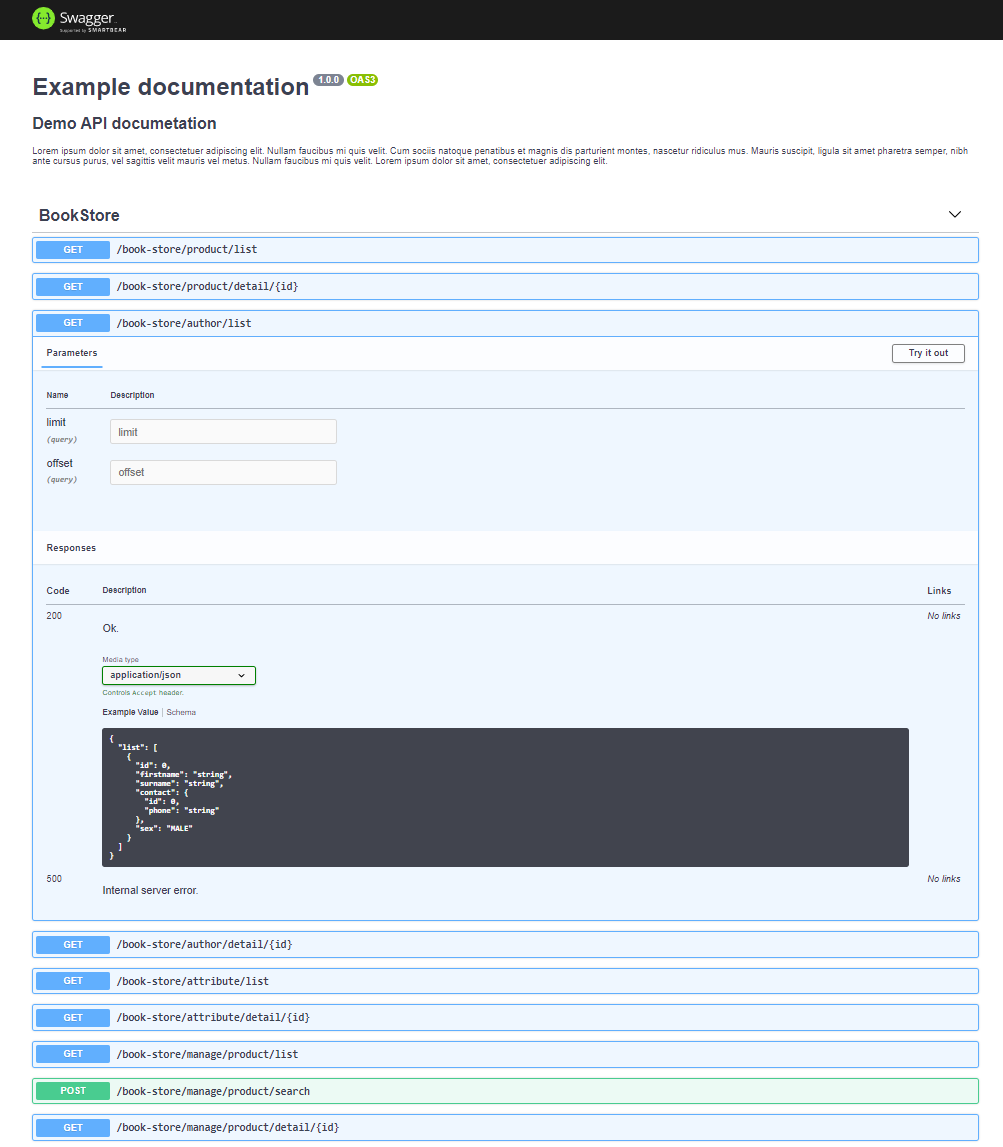 Swagger
Supported by SMARTBEAR
Example documentation 1.0.0 OAS3
Demo API documetation
Lorem ipsum dolor sit amet, consectetuer adipiscing elit. Nullam faucibus mi quis velit. Cum sociis natoque penatibus et magnis dis parturient montes, nascetur ridiculus mus. Mauris suscipit, ligula sit amet pharetra semper, nibh
ante cursus purus, vel sagittis velit mauris vel metus. Nullam faucibus mi quis velit. Lorem ipsum dolor sit amet, consectetuer adipiscing elit.
BookStore
GET /book-store/product/list
GET /book-store/product/detail/{id}
GET /book-store/author/list
Parameters Try it out
Name Description
limit limit
(query)
offset offset
(query)
Responses
Code Description Links
200 No links
Ok.
Media type
application/json
Controls Accept header.
Example Value | Schema
{
"list": [
{
"id": 0,
"firstname": "string",
"surname": "string",
"contact": {
"id": 0,
"phone": "string"
},
"sex": "MALE"
}
]
}
500 No links
Internal server error.
GET /book-store/author/detail/{id}
GET /book-store/attribute/list
GET /book-store/attribute/detail/{id}
GET /book-store/manage/product/list
POST /book-store/manage/product/search
GET /book-store/manage/product/detail/{id}